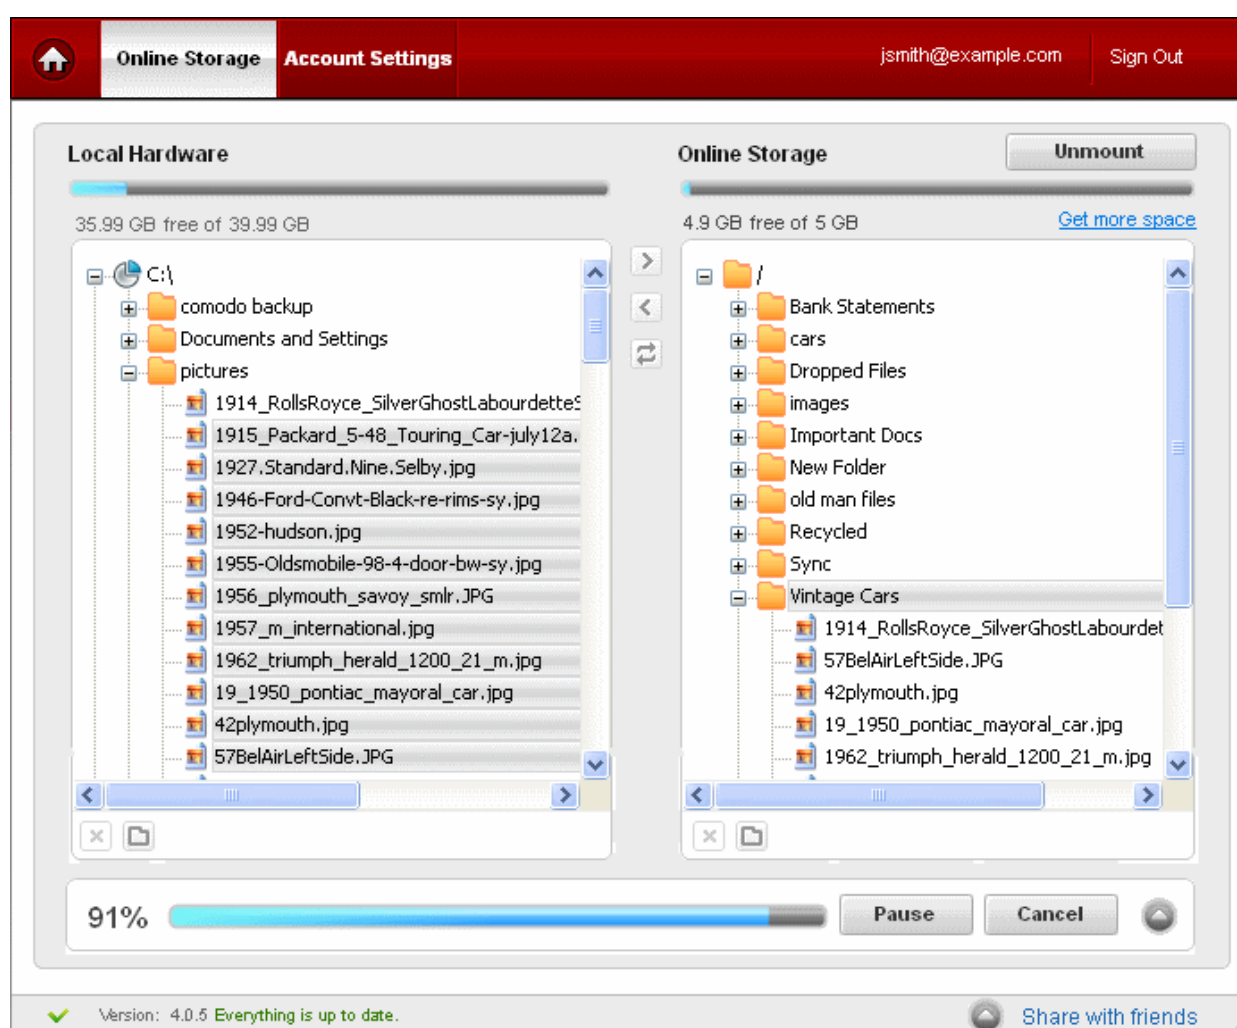 Online Storage Account Settings jsmith@example.com Sign Out
Local Hardware
35.99 GB free of 39.99 GB
C:\
comodo backup
Documents and Settings
pictures
1914_RollsRoyce_SilverGhostLabourdetteS
1915_Packard_5-48_Touring_Car-july12a.
1927.Standard.Nine.Selby.jpg
1946-Ford-Convt-Black-re-rims-sy.jpg
1952-hudson.jpg
1955-Oldsmobile-98-4-door-bw-sy.jpg
1956_plymouth_savoy_smlr.JPG
1957_m_international.jpg
1962_triumph_herald_1200_21_m.jpg
19_1950_pontiac_mayoral_car.jpg
42plymouth.jpg
57BelAirLeftSide.JPG
Online Storage
Unmount
4.9 GB free of 5 GB
Get more space
/
Bank Statements
cars
Dropped Files
images
Important Docs
New Folder
old man files
Recycled
Sync
Vintage Cars
1914_RollsRoyce_SilverGhostLabourdet
57BelAirLeftSide.JPG
42plymouth.jpg
19_1950_pontiac_mayoral_car.jpg
1962_triumph_herald_1200_21_m.jpg
91% Pause Cancel
Version: 4.0.5 Everything is up to date. Share with friends